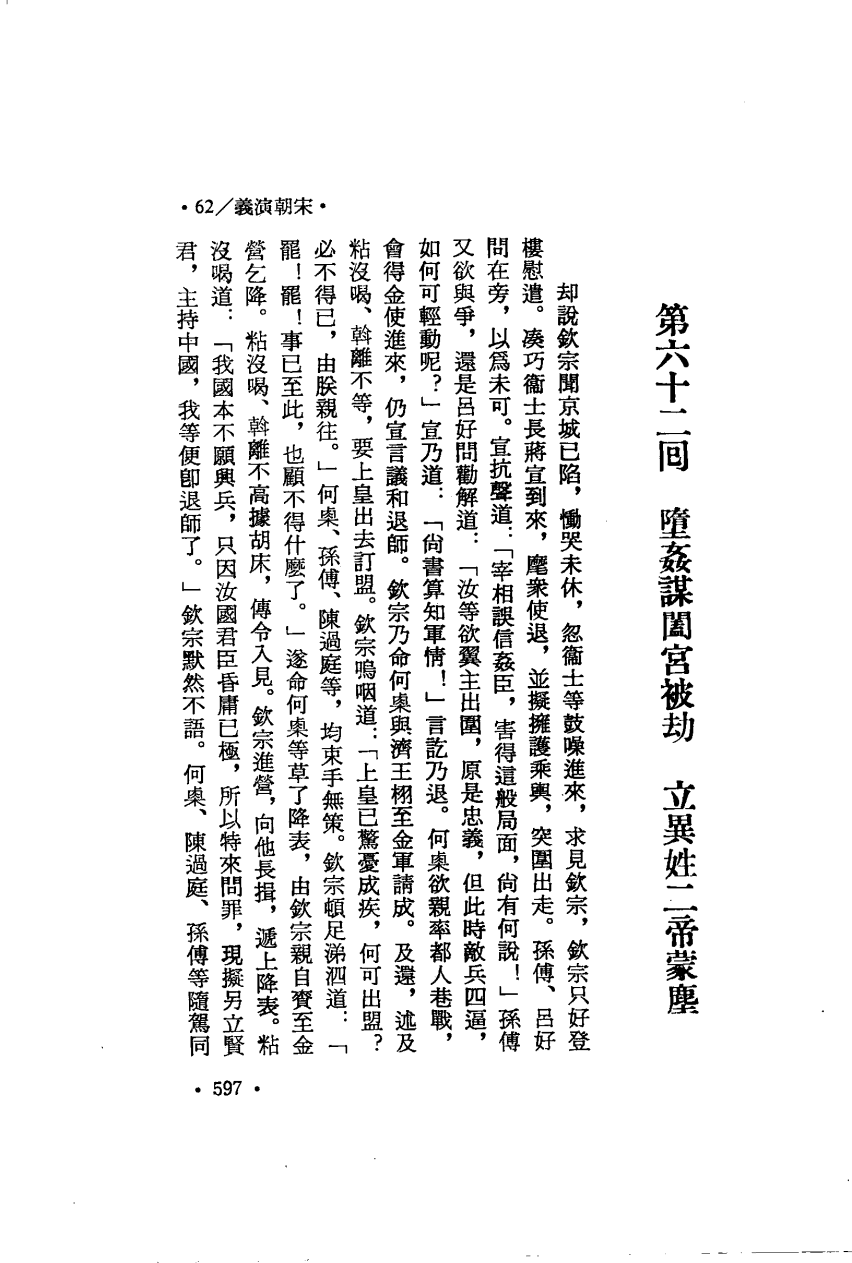 •62／義演朝宋•
第六十二回　墮姦謀闔宮被劫　立異姓二帝蒙塵
却說欽宗聞京城已陷，慟哭未休，忽衞士等鼓噪進來，求見欽宗，欽宗只好登
樓慰遣。湊巧衞士長蔣宣到來，麾衆使退，並擬擁護乘輿，突圍出走。孫傅、呂好
問在旁，以爲未可。宣抗聲道：「宰相誤信姦臣，害得這般局面，尙有何說！」孫傅
又欲與爭，還是呂好問勸解道：「汝等欲翼主出圍，原是忠義，但此時敵兵四逼，
如何可輕動呢？」宣乃道：「尙書算知軍情！」言訖乃退。何㮚欲親率都人巷戰，
會得金使進來，仍宣言議和退師。欽宗乃命何㮚與濟王栩至金軍請成。及還，述及
粘沒喝、斡離不等，要上皇出去訂盟。欽宗嗚咽道：「上皇已驚憂成疾，何可出盟？
必不得已，由朕親往。」何㮚、孫傅、陳過庭等，均束手無策。欽宗頓足涕泗道：「
罷！罷！事已至此，也顧不得什麽了。」遂命何㮚等草了降表，由欽宗親自賫至金
營乞降。粘沒喝、斡離不高據胡床，傳令入見。欽宗進營，向他長揖，遞上降表。粘
沒喝道：「我國本不願興兵，只因汝國君臣昏庸已極，所以特來問罪，現擬另立賢
君，主持中國，我等便卽退師了。」欽宗默然不語。何㮚、陳過庭、孫傅等隨駕同
•597•